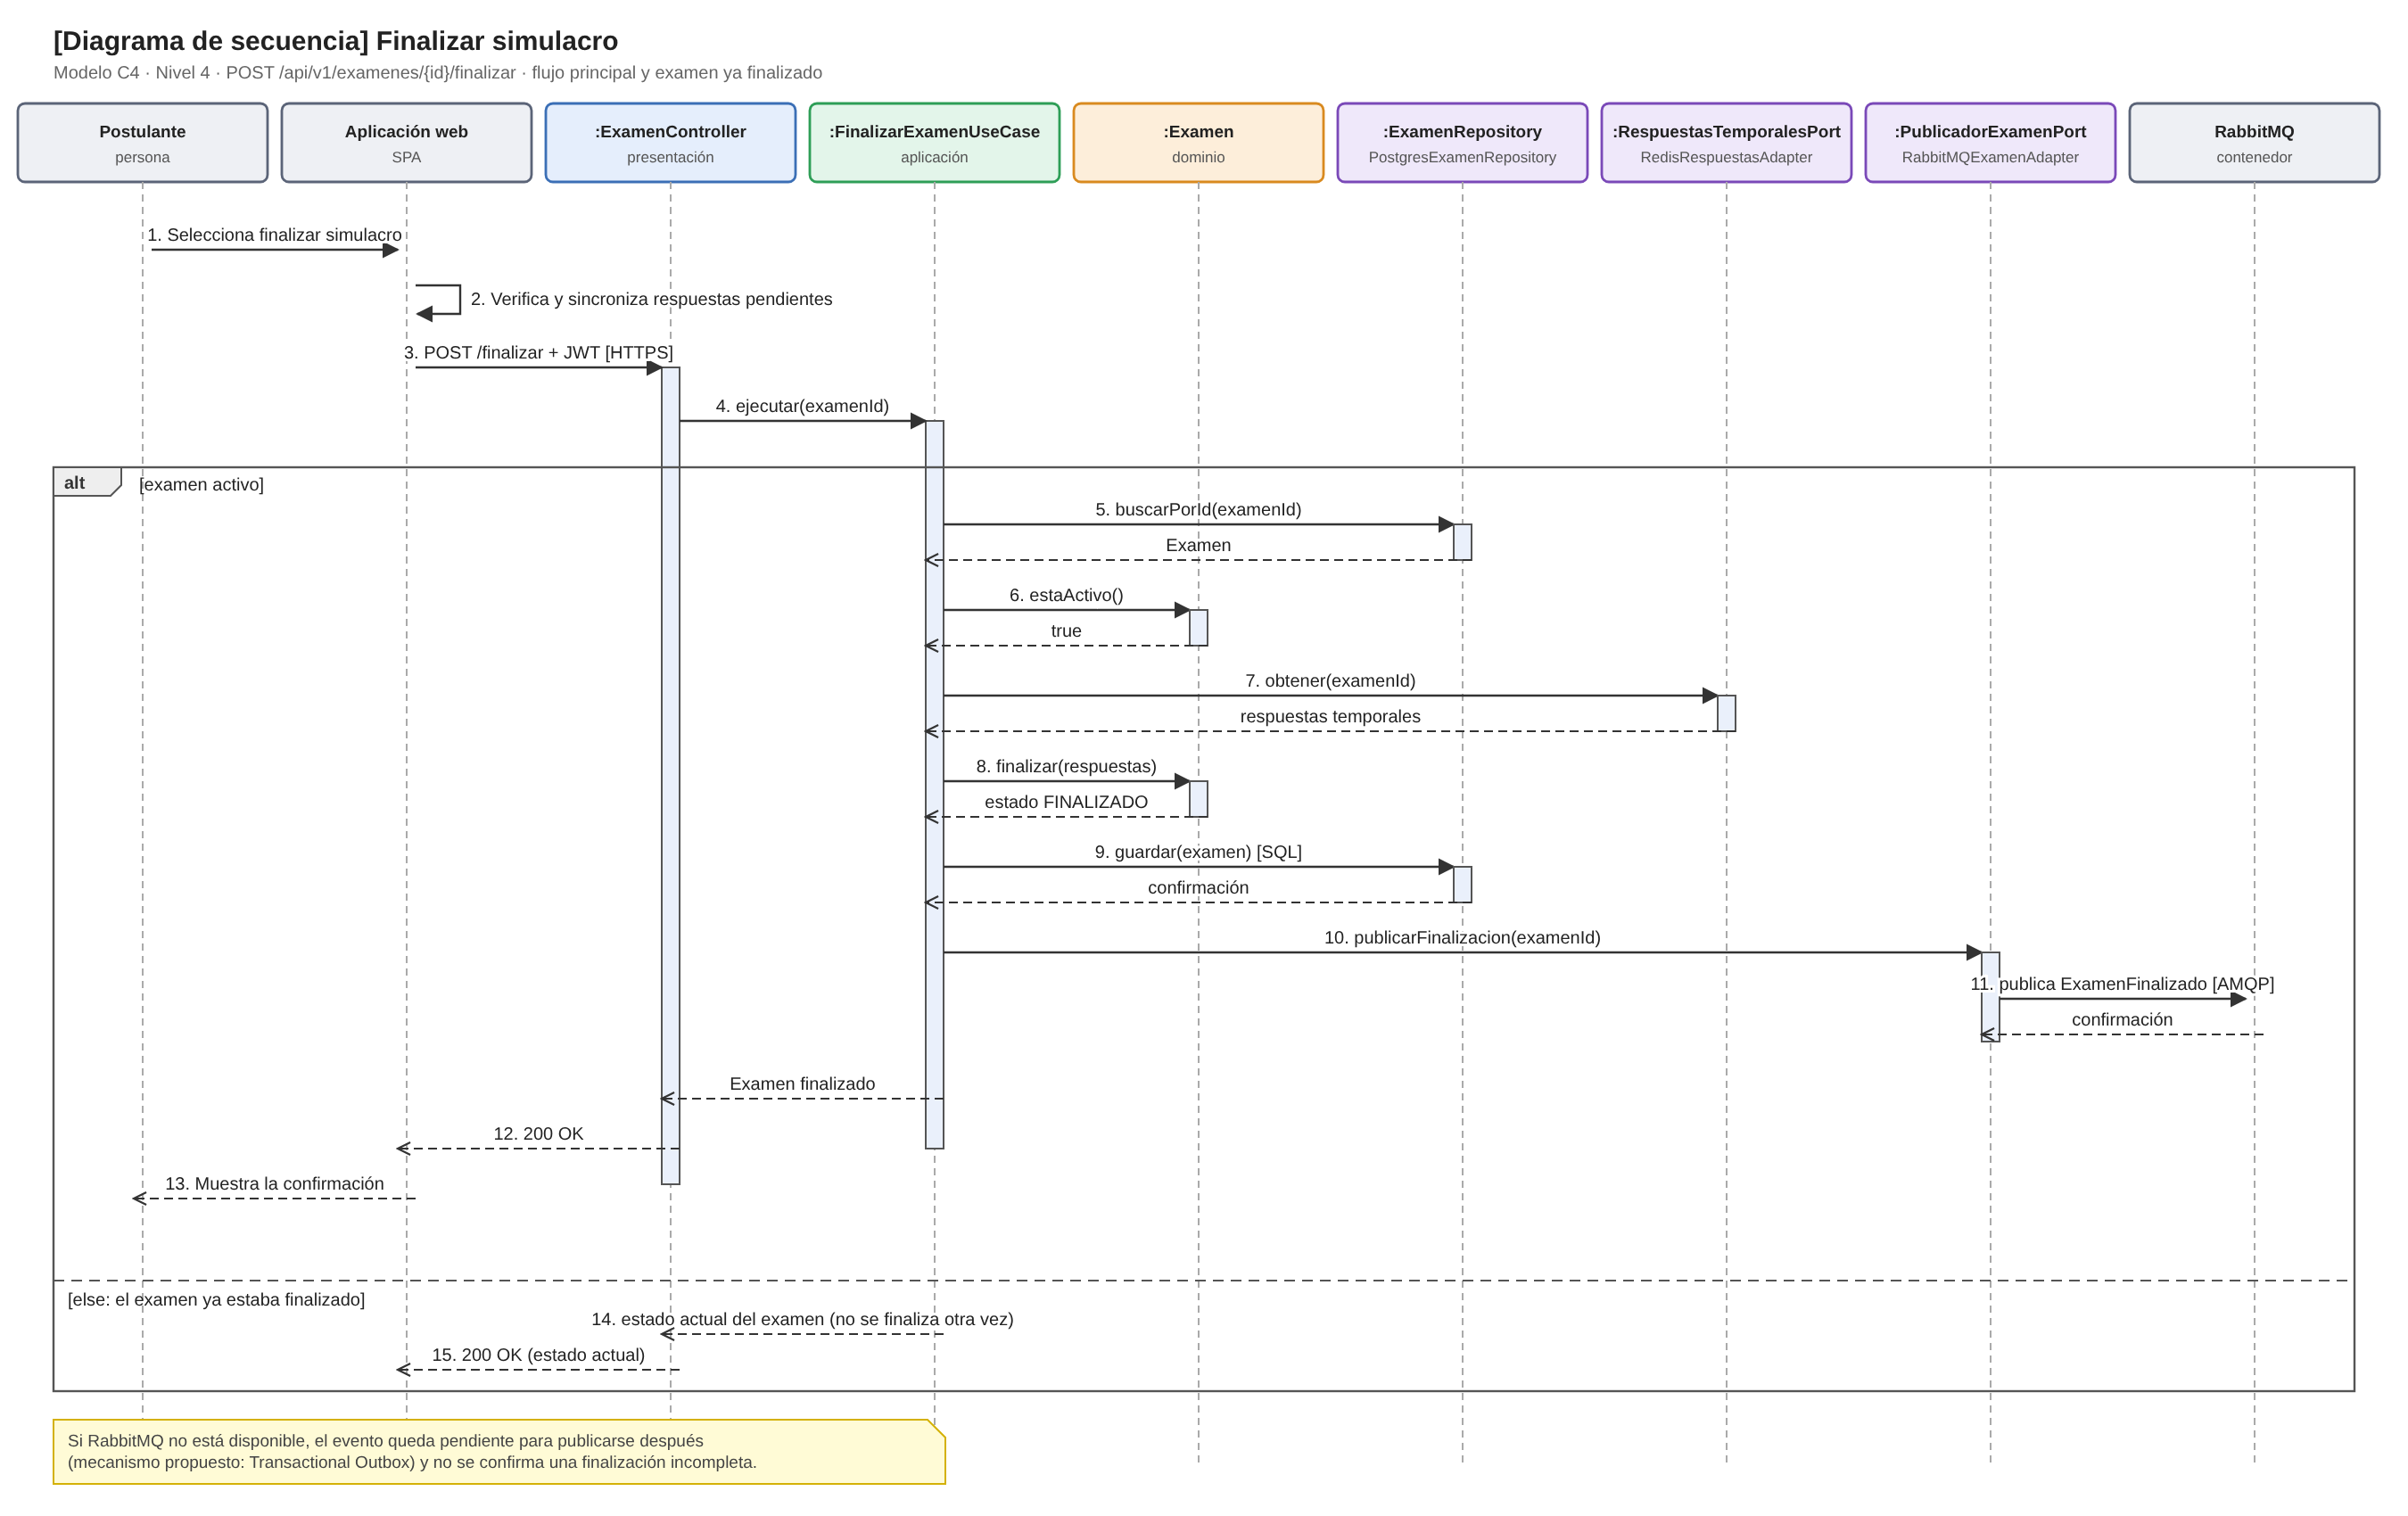 [Diagrama de secuencia] Finalizar simulacro
Modelo C4 · Nivel 4 · POST /api/v1/examenes/{id}/finalizar · flujo principal y examen ya finalizado
Postulante
persona
Aplicación web
SPA
:ExamenController
presentación
:FinalizarExamenUseCase
aplicación
:Examen
dominio
:ExamenRepository
PostgresExamenRepository
:RespuestasTemporalesPort
RedisRespuestasAdapter
:PublicadorExamenPort
RabbitMQExamenAdapter
RabbitMQ
contenedor
1. Selecciona finalizar simulacro
2. Verifica y sincroniza respuestas pendientes
3. POST /finalizar + JWT [HTTPS]
4. ejecutar(examenId)
alt
[examen activo]
5. buscarPorId(examenId)
Examen
6. estaActivo()
true
7. obtener(examenId)
respuestas temporales
8. finalizar(respuestas)
estado FINALIZADO
9. guardar(examen) [SQL]
confirmación
10. publicarFinalizacion(examenId)
11. publica ExamenFinalizado [AMQP]
confirmación
Examen finalizado
12. 200 OK
13. Muestra la confirmación
[else: el examen ya estaba finalizado]
14. estado actual del examen (no se finaliza otra vez)
15. 200 OK (estado actual)
Si RabbitMQ no está disponible, el evento queda pendiente para publicarse después
(mecanismo propuesto: Transactional Outbox) y no se confirma una finalización incompleta.